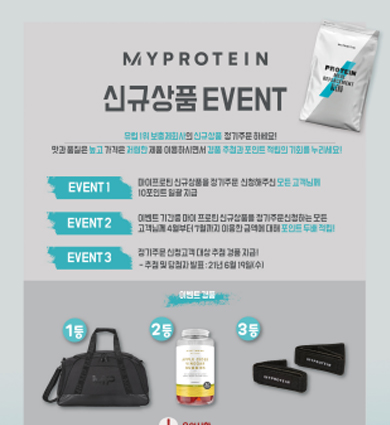 MYPROTEIN
신규상품 EVENT
유럽 1위 보충제회사의 신규상품 정기주문 하세요!
맛과 품질은 높고 가격은 저렴한 제품 이용하시면서 경품 추첨과 포인트 적립의 기회를 누리세요!
EVENT 1
마이프로틴 신규상품을 정기주문 신청해주신 모든 고객님께
10포인트 일괄 지급
EVENT 2
이벤트 기간중 마이 프로틴 신규상품을 정기주문신청하는 모든
고객님께 4월부터 7월까지 이용한 금액에 대해 포인트 두배 적립!
EVENT 3
정기주문 신청고객 대상 추첨 경품 지급!
- 추첨 및 당첨자 발표 : 21년 6월 19일(수)
이벤트 경품
1등
2등
3등
PROTEIN
MYPROTEIN